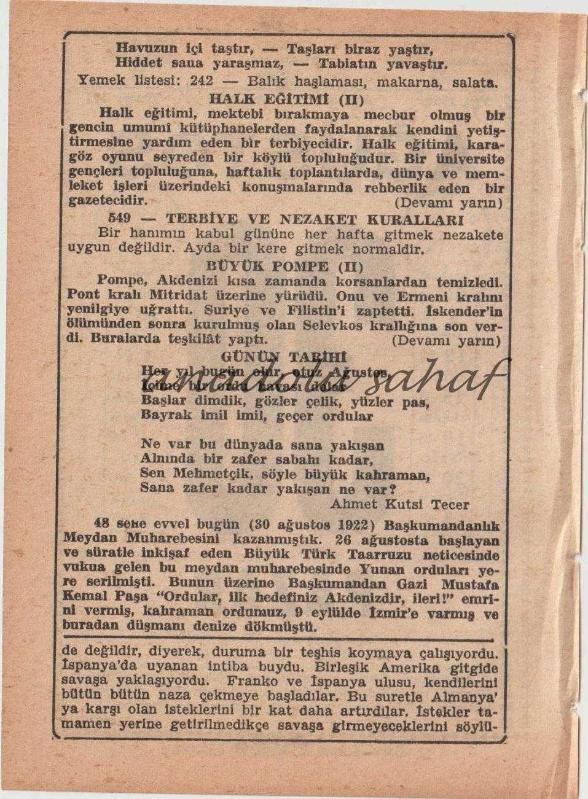 Havuzun içi taştır, — Taşları biraz yaştır,
Hiddet sana yaraşmaz, — Tabiatın yavaştır.
Yemek listesi: 242 — Balık haşlaması, makarna, salata.
HALK EĞİTİMİ (II)
Halk eğitimi, mektebi bırakmaya mecbur olmuş bir
gencin umumî kütüphanelerden faydalanarak kendini yetiş-
tirmesine yardım eden bir terbiyecidir. Halk eğitimi, kara-
göz oyunu seyreden bir köylü topluluğudur. Bir üniversite
gençleri topluluğuna, haftalık toplantılarda, dünya ve mem-
leket işleri üzerindeki konuşmalarında rehberlik eden bir
gazetecidir. (Devamı yarın)
549 — TERBİYE VE NEZAKET KURALLARI
Bir hanımın kabul gününe her hafta gitmek nezakete
uygun değildir. Ayda bir kere gitmek normaldir.
BÜYÜK POMPE (II)
Pompe, Akdenizi kısa zamanda korsanlardan temizledi.
Pont kralı Mitridat üzerine yürüdü. Onu ve Ermeni kralını
yenilgiye uğrattı. Suriye ve Filistin'i zaptetti. İskender'in
ölümünden sonra kurulmuş olan Selevkos krallığına son ver-
di. Buralarda teşkilât yaptı. (Devamı yarın)
GÜNÜN TARİHİ
Her yıl bugün olur, otuz Ağustos,
anadolu sahaf
Başlar dimdik, gözler çelik, yüzler pas,
Bayrak imil imil, geçer ordular
Ne var bu dünyada sana yakışan
Alnında bir zafer sabahı kadar,
Sen Mehmetçik, söyle büyük kahraman,
Sana zafer kadar yakışan ne var?
Ahmet Kutsi Tecer
48 sene evvel bugün (30 ağustos 1922) Başkumandanlık
Meydan Muharebesini kazanmıştık. 26 ağustosta başlayan
ve süratle inkişaf eden Büyük Türk Taarruzu neticesinde
vukua gelen bu meydan muharebesinde Yunan orduları ye-
re serilmişti. Bunun üzerine Başkumandan Gazi Mustafa
Kemal Paşa "Ordular, ilk hedefiniz Akdenizdir, ileri!" emri-
ni vermiş, kahraman ordumuz, 9 eylülde İzmir'e varmış ve
buradan düşmanı denize dökmüştü.
de değildir, diyerek, duruma bir teşhis koymaya çalışıyordu.
İspanya'da uyanan intiba buydu. Birleşik Amerika gitgide
savaşa yaklaşıyordu. Franko ve İspanya ulusu, kendilerini
bütün bütün naza çekmeye başladılar. Bu suretle Almanya'
ya karşı olan isteklerini bir kat daha artırdılar. İstekler ta-
mamen yerine getirilmedikçe savaşa girmeyeceklerini söylü-